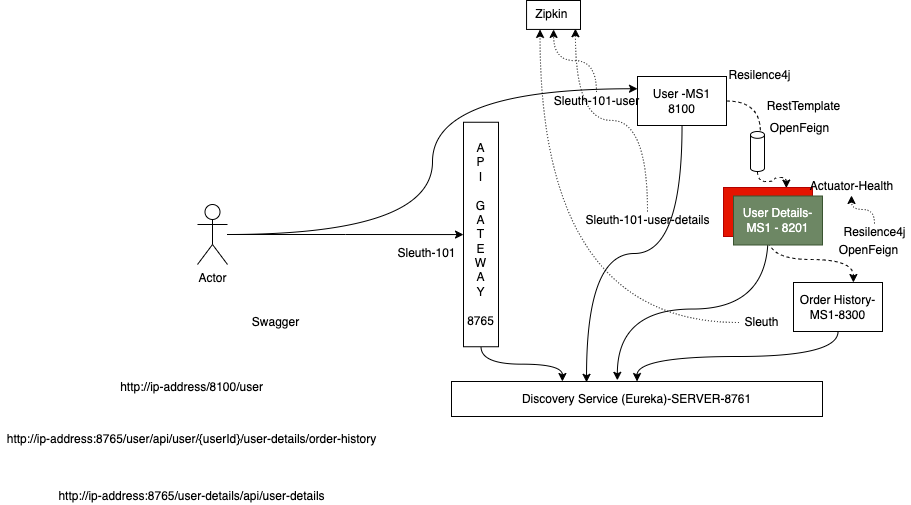 Zipkin
Resilence4j
User -MS1
8100
Sleuth-101-user
RestTemplate
OpenFeign
A
P
I
G
A
T
E
W
A
Y
8765
Actuator-Health
User Details-
MS1 - 8201
Sleuth-101-user-details
Resilence4j
OpenFeign
Sleuth-101
Actor
Order History-
MS1-8300
Swagger
Sleuth
http://ip-address/8100/user
Discovery Service (Eureka)-SERVER-8761
http://ip-address:8765/user/api/user/{userId}/user-details/order-history
http://ip-address:8765/user-details/api/user-details